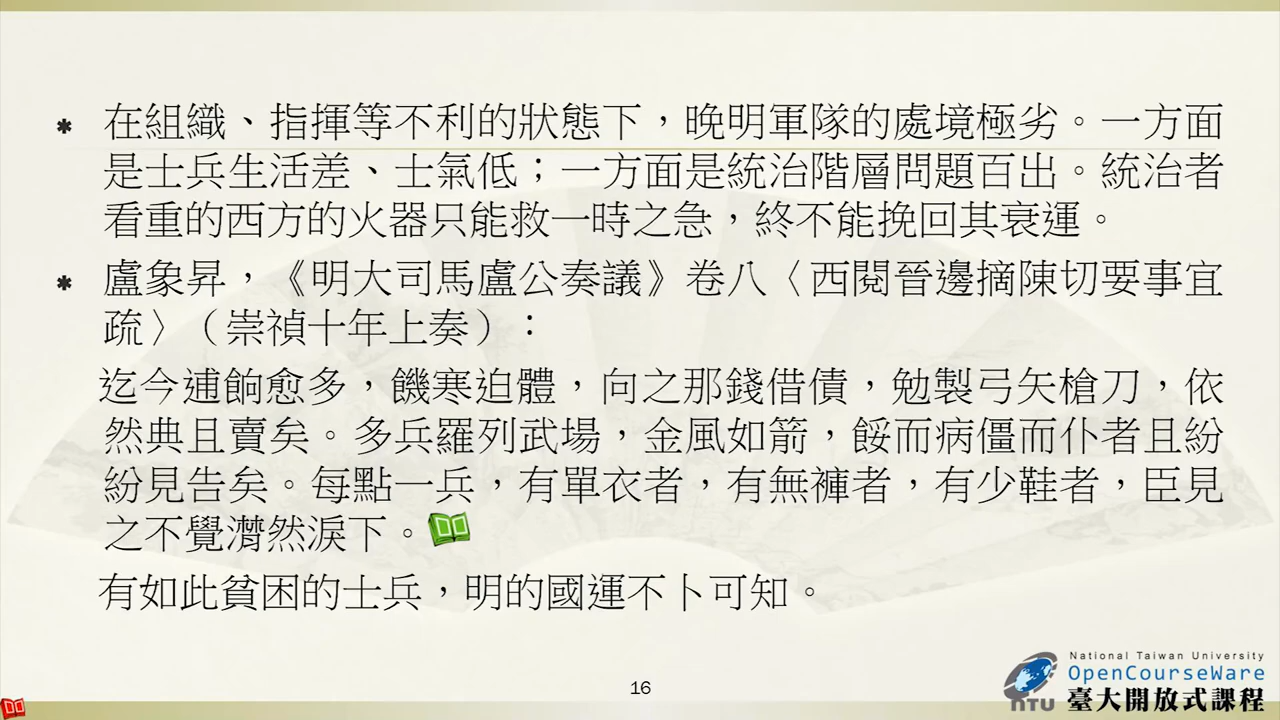 * 在組織、指揮等不利的狀態下，晚明軍隊的處境極劣。一方面
是士兵生活差、士氣低；一方面是統治階層問題百出。統治者
看重的西方的火器只能救一時之急，終不能挽回其衰運。
* 盧象昇，《明大司馬盧公奏議》卷八〈西閱晉邊摘陳切要事宜
疏〉（崇禎十年上奏）：
迄今逋餉愈多，饑寒迫體，向之那錢借債，勉製弓矢槍刀，依
然典且賣矣。多兵羅列武場，金風如箭，餒而病僵而仆者且紛
紛見告矣。每點一兵，有單衣者，有無褲者，有少鞋者，臣見
之不覺潸然淚下。
有如此貧困的士兵，明的國運不卜可知。
16
National Taiwan University
OpenCourseWare
臺大開放式課程
NTU